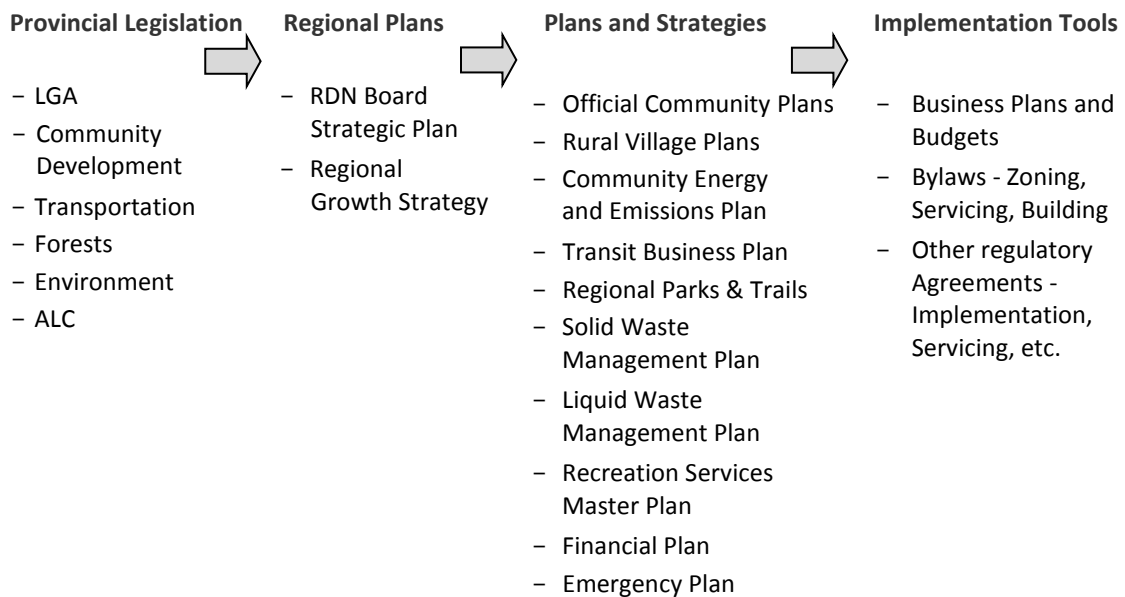 Provincial Legislation
– LGA
– Community
Development
– Transportation
– Forests
– Environment
– ALC
Regional Plans
– RDN Board
Strategic Plan
– Regional
Growth Strategy
Plans and Strategies
– Official Community Plans
– Rural Village Plans
– Community Energy
and Emissions Plan
– Transit Business Plan
– Regional Parks & Trails
– Solid Waste
Management Plan
– Liquid Waste
Management Plan
– Recreation Services
Master Plan
– Financial Plan
– Emergency Plan
Implementation Tools
– Business Plans and
Budgets
– Bylaws - Zoning,
Servicing, Building
– Other regulatory
Agreements -
Implementation,
Servicing, etc.